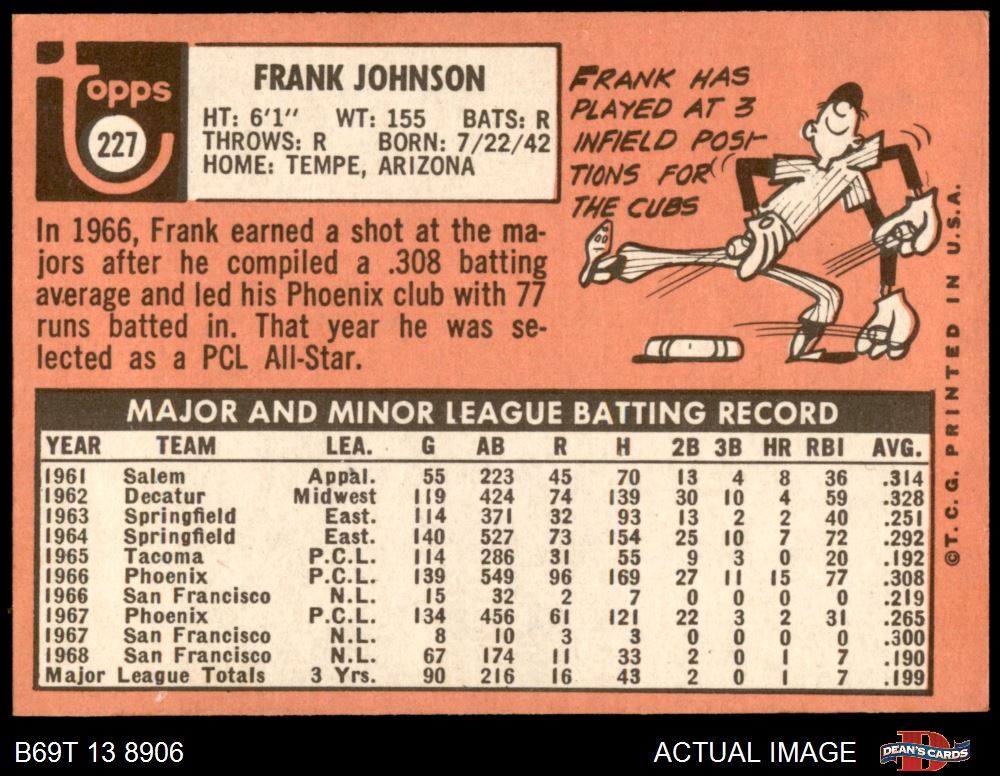 topps
227
FRANK JOHNSON
HT: 6'1" WT: 155 BATS: R
THROWS: R BORN: 7/22/42
HOME: TEMPE, ARIZONA
In 1966, Frank earned a shot at the ma-
jors after he compiled a .308 batting
average and led his Phoenix club with 77
runs batted in. That year he was se-
lected as a PCL All-Star.
FRANK HAS
PLAYED AT 3
INFIELD POSI-
TIONS FOR
THE CUBS
MAJOR AND MINOR LEAGUE BATTING RECORD
YEAR TEAM LEA. G AB R H 2B 3B HR RBI AVG.
1961 Salem Appal. 55 223 45 70 13 4 8 36 .314
1962 Decatur Midwest 119 424 74 139 30 10 4 59 .328
1963 Springfield East. 114 371 32 93 13 2 2 40 .251
1964 Springfield East. 140 527 73 154 25 10 7 72 .292
1965 Tacoma P.C.L. 114 286 31 55 9 3 0 20 .192
1966 Phoenix P.C.L. 139 549 96 169 27 11 15 77 .308
1966 San Francisco N.L. 15 32 2 7 0 0 0 0 .219
1967 Phoenix P.C.L. 134 456 61 121 22 3 2 31 .265
1967 San Francisco N.L. 8 10 3 3 0 0 0 0 .300
1968 San Francisco N.L. 67 174 11 33 2 0 1 7 .190
Major League Totals 3 Yrs. 90 216 16 43 2 0 1 7 .199
©T. C. G. PRINTED IN U.S.A.
B69T 13 8906
ACTUAL IMAGE
D
DEAN'S CARDS